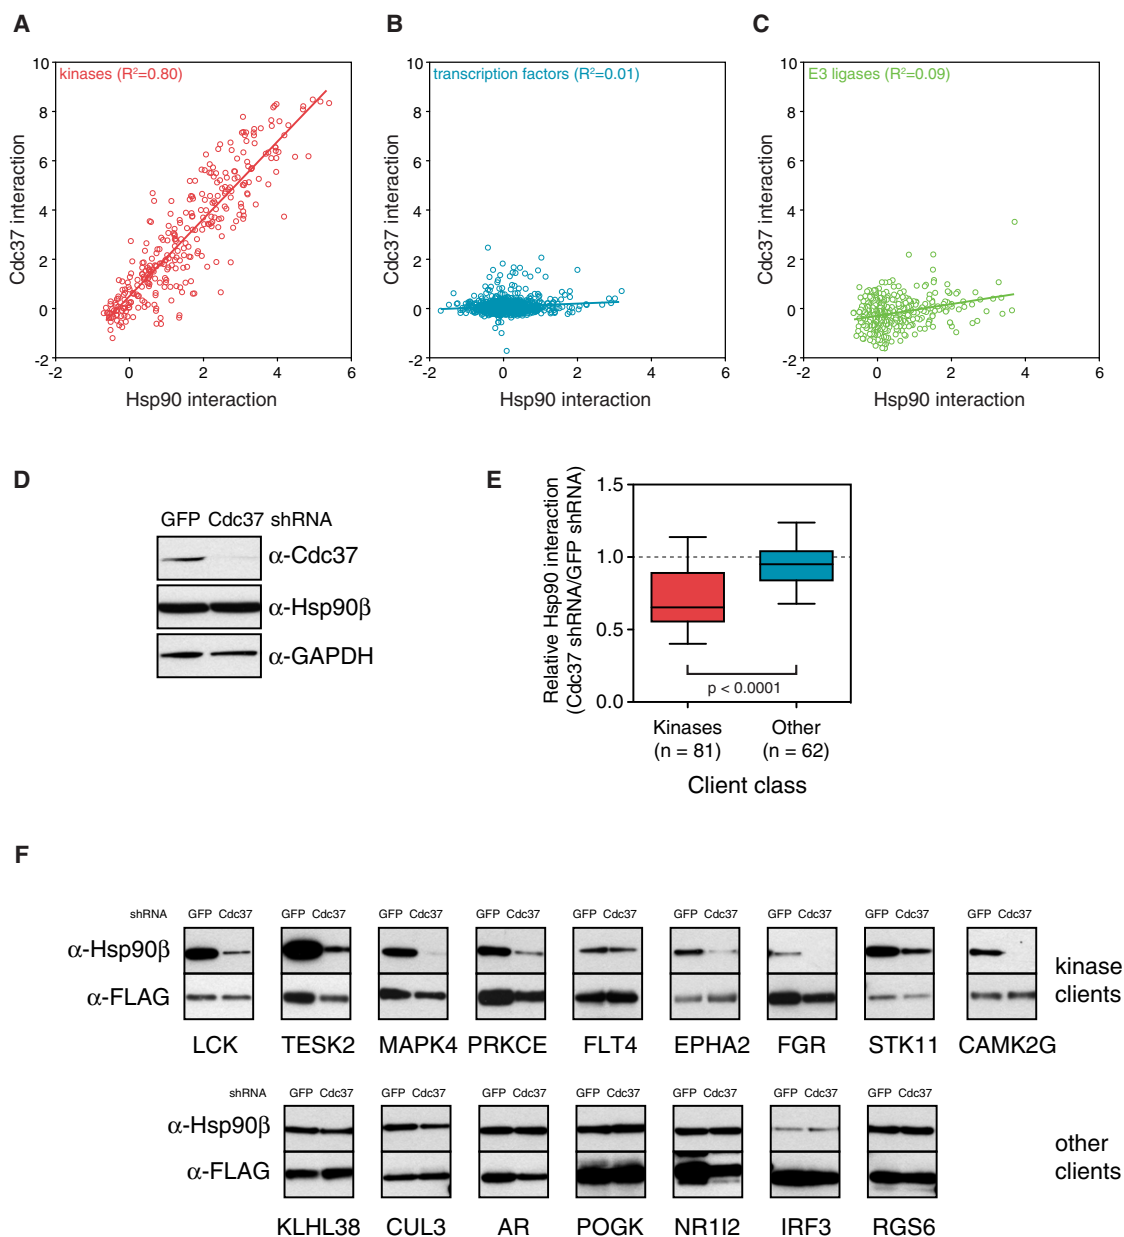 A
B
C
kinases (R²=0.80)
10
8
6
4
2
0
-2
-2
0
2
4
6
Cdc37 interaction
Hsp90 interaction
transcription factors (R²=0.01)
10
8
6
4
2
0
-2
-2
0
2
4
6
Cdc37 interaction
Hsp90 interaction
E3 ligases (R²=0.09)
10
8
6
4
2
0
-2
-2
0
2
4
6
Cdc37 interaction
Hsp90 interaction
D
GFP Cdc37 shRNA
α-Cdc37
α-Hsp90β
α-GAPDH
E
Relative Hsp90 interaction
(Cdc37 shRNA/GFP shRNA)
1.5
1.0
0.5
0.0
p < 0.0001
Kinases
(n = 81)
Other
(n = 62)
Client class
F
shRNA GFP Cdc37 GFP Cdc37 GFP Cdc37 GFP Cdc37 GFP Cdc37 GFP Cdc37 GFP Cdc37 GFP Cdc37 GFP Cdc37
α-Hsp90β
α-FLAG
kinase
clients
LCK TESK2 MAPK4 PRKCE FLT4 EPHA2 FGR STK11 CAMK2G
shRNA GFP Cdc37 GFP Cdc37 GFP Cdc37 GFP Cdc37 GFP Cdc37 GFP Cdc37 GFP Cdc37
α-Hsp90β
α-FLAG
other
clients
KLHL38 CUL3 AR POGK NR1I2 IRF3 RGS6